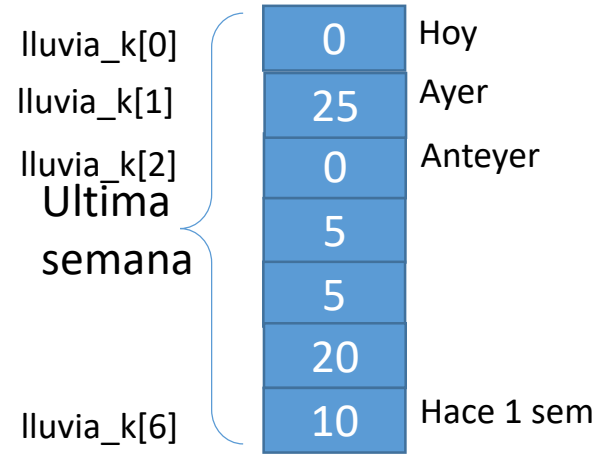 lluvia_k[0] 0 Hoy
lluvia_k[1] 25 Ayer
lluvia_k[2] 0 Anteyer
Ultima
semana
5
5
20
lluvia_k[6] 10 Hace 1 sem